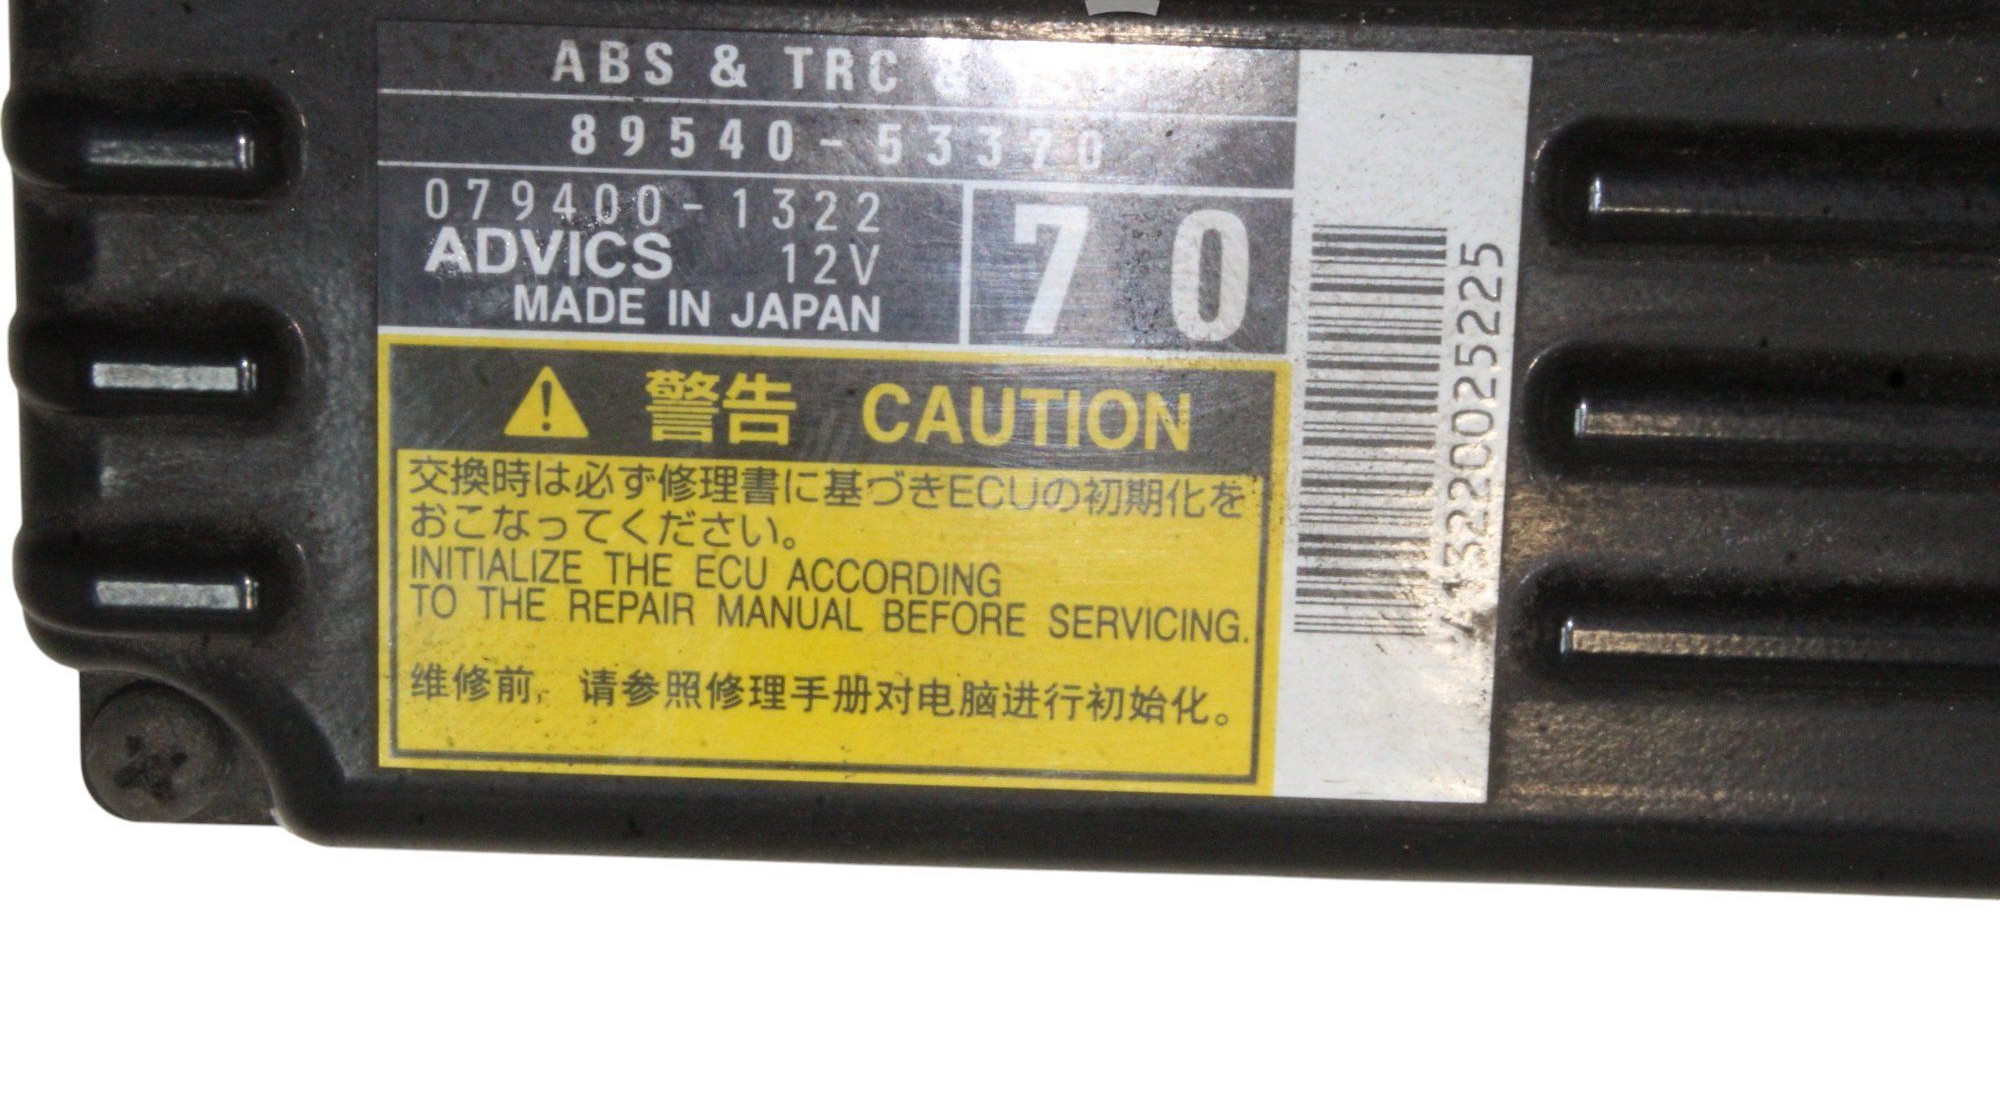 ABS & TRC &
89540-53370
079400-1322
ADVICS 12V
MADE IN JAPAN
70
警告 CAUTION
交換時は必ず修理書に基づきECUの初期化を
おこなってください。
INITIALIZE THE ECU ACCORDING
TO THE REPAIR MANUAL BEFORE SERVICING.
维修前, 请参照修理手册对电脑进行初始化。